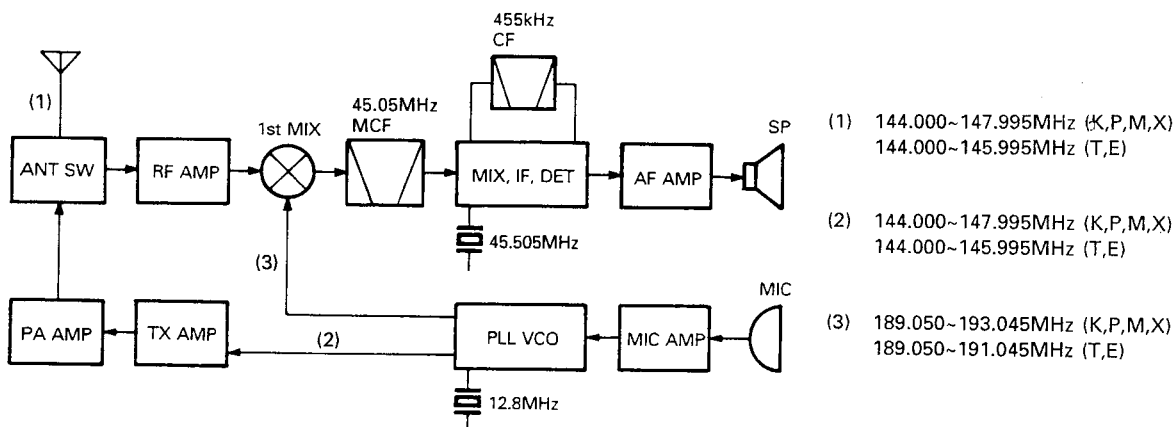 455kHz
CF
(1)
45.05MHz
MCF
1st MIX
SP
ANT SW
RF AMP
MIX, IF, DET
AF AMP
45.505MHz
(3)
MIC
PA AMP
TX AMP
(2)
PLL VCO
MIC AMP
12.8MHz
(1) 144.000~147.995MHz (K,P,M,X)
144.000~145.995MHz (T,E)
(2) 144.000~147.995MHz (K,P,M,X)
144.000~145.995MHz (T,E)
(3) 189.050~193.045MHz (K,P,M,X)
189.050~191.045MHz (T,E)